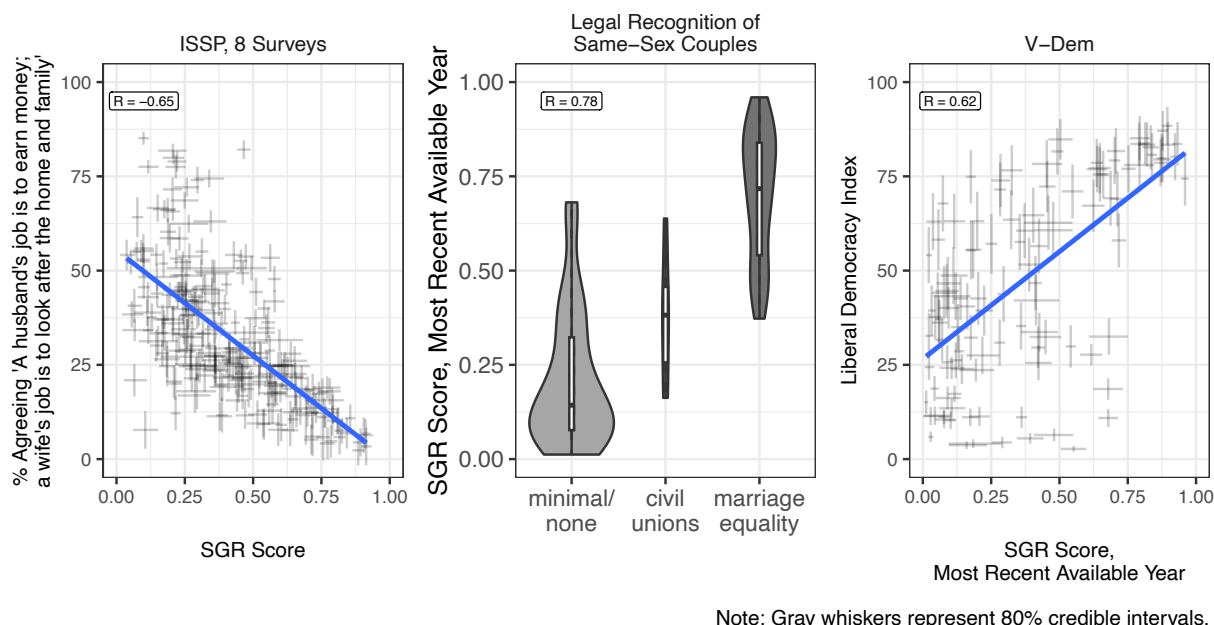 ISSP, 8 Surveys
% Agreeing 'A husband's job is to earn money;
a wife's job is to look after the home and family'
100
75
50
25
0
R = −0.65
0.00 0.25 0.50 0.75 1.00
SGR Score
Legal Recognition of
Same−Sex Couples
SGR Score, Most Recent Available Year
1.00
0.75
0.50
0.25
0.00
R = 0.78
minimal/ civil marriage
none unions equality
V−Dem
Liberal Democracy Index
100
75
50
25
0
R = 0.62
0.00 0.25 0.50 0.75 1.00
SGR Score,
Most Recent Available Year
Note: Gray whiskers represent 80% credible intervals.